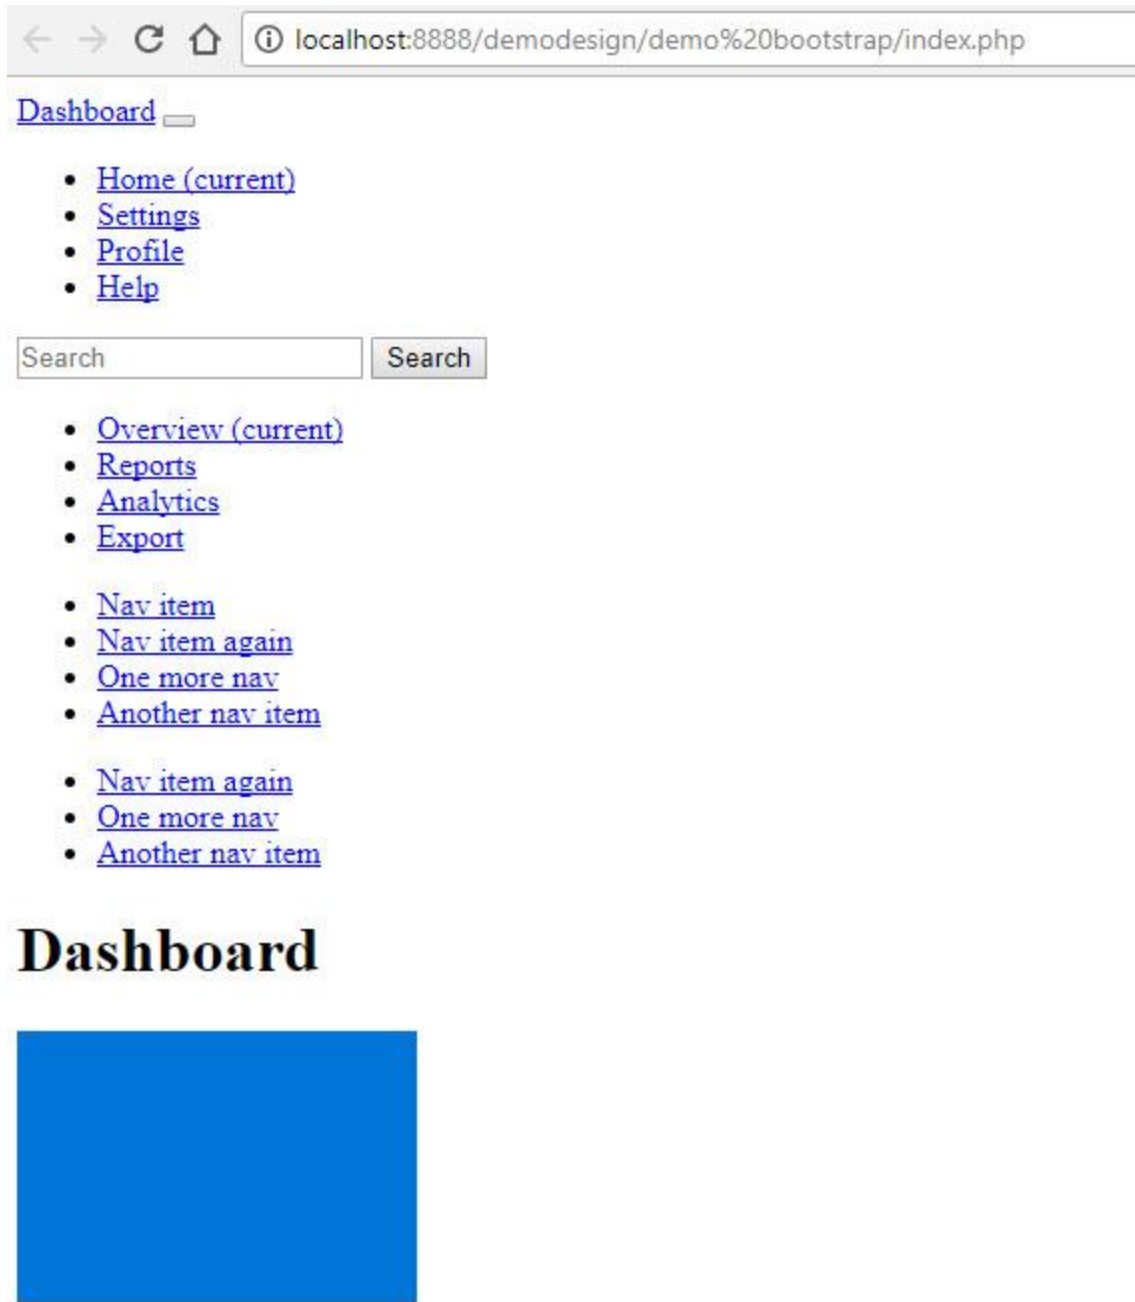 localhost:8888/demodesign/demo%20bootstrap/index.php
Dashboard
Home (current)
Settings
Profile
Help
Search Search
Overview (current)
Reports
Analytics
Export
Nav item
Nav item again
One more nav
Another nav item
Nav item again
One more nav
Another nav item
Dashboard